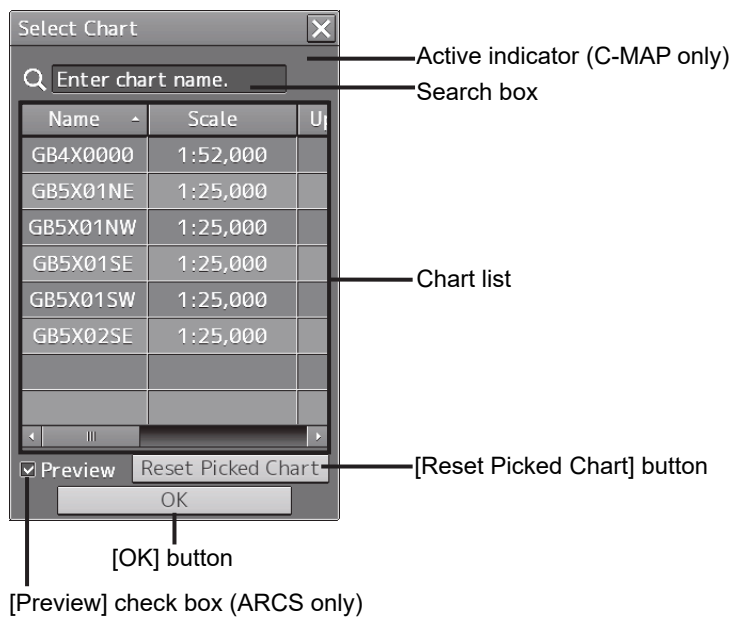 Select Chart
Active indicator (C-MAP only)
Enter chart name.
Search box
Name Scale
GB4X0000 1:52,000
GB5X01NE 1:25,000
GB5X01NW 1:25,000
GB5X01SE 1:25,000
Chart list
GB5X01SW 1:25,000
GB5X02SE 1:25,000
Preview Reset Picked Chart
[Reset Picked Chart] button
OK
[OK] button
[Preview] check box (ARCS only)